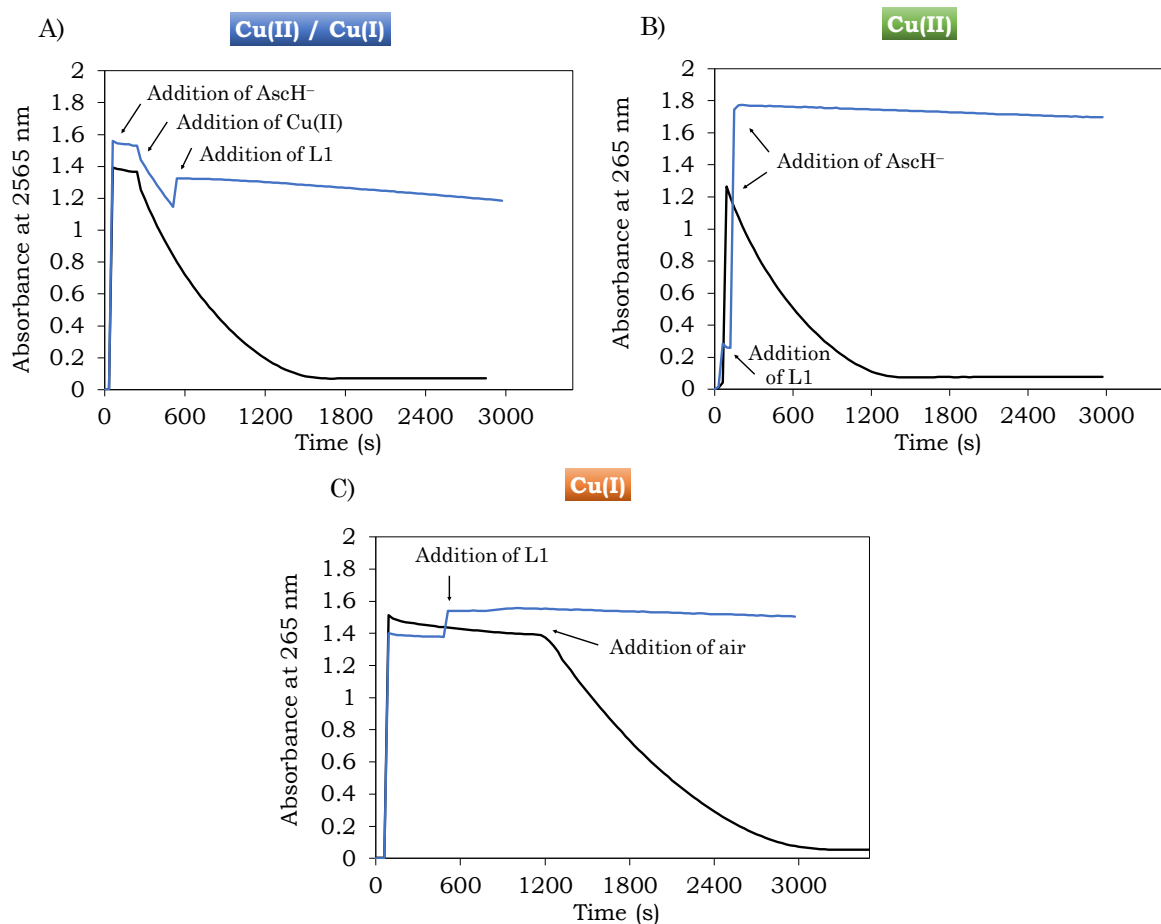 A)
Cu(II) / Cu(I)
Absorbance at 2565 nm
2
1.8
1.6
1.4
1.2
1
0.8
0.6
0.4
0.2
0
Addition of AscH⁻
Addition of Cu(II)
Addition of L1
0 600 1200 1800 2400 3000
Time (s)
B)
Cu(II)
Absorbance at 265 nm
2
1.8
1.6
1.4
1.2
1
0.8
0.6
0.4
0.2
0
Addition of AscH⁻
Addition
of L1
0 600 1200 1800 2400 3000
Time (s)
C)
Cu(I)
Absorbance at 265 nm
2
1.8
1.6
1.4
1.2
1
0.8
0.6
0.4
0.2
0
Addition of L1
Addition of air
0 600 1200 1800 2400 3000
Time (s)